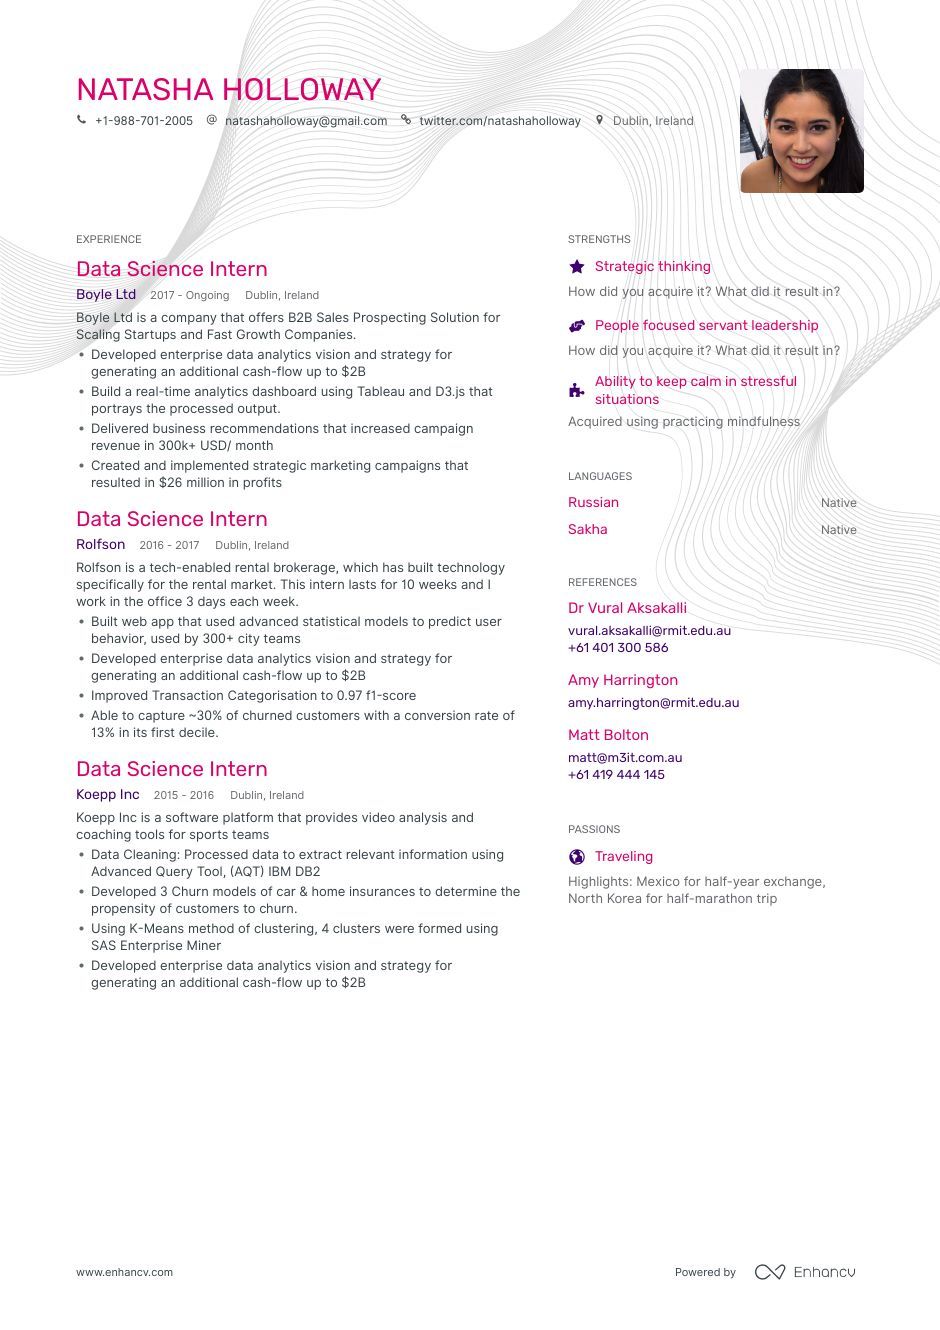 NATASHA HOLLOWAY
+1-988-701-2005 @ natashaholloway@gmail.com twitter.com/natashaholloway Dublin, Ireland
EXPERIENCE
Data Science Intern
Boyle Ltd 2017 - Ongoing Dublin, Ireland
Boyle Ltd is a company that offers B2B Sales Prospecting Solution for
Scaling Startups and Fast Growth Companies.
• Developed enterprise data analytics vision and strategy for
generating an additional cash-flow up to $2B
• Build a real-time analytics dashboard using Tableau and D3.js that
portrays the processed output.
• Delivered business recommendations that increased campaign
revenue in 300k+ USD/ month
• Created and implemented strategic marketing campaigns that
resulted in $26 million in profits
Data Science Intern
Rolfson 2016 - 2017 Dublin, Ireland
Rolfson is a tech-enabled rental brokerage, which has built technology
specifically for the rental market. This intern lasts for 10 weeks and I
work in the office 3 days each week.
• Built web app that used advanced statistical models to predict user
behavior, used by 300+ city teams
• Developed enterprise data analytics vision and strategy for
generating an additional cash-flow up to $2B
• Improved Transaction Categorisation to 0.97 f1-score
• Able to capture ~30% of churned customers with a conversion rate of
13% in its first decile.
Data Science Intern
Koepp Inc 2015 - 2016 Dublin, Ireland
Koepp Inc is a software platform that provides video analysis and
coaching tools for sports teams
• Data Cleaning: Processed data to extract relevant information using
Advanced Query Tool, (AQT) IBM DB2
• Developed 3 Churn models of car & home insurances to determine the
propensity of customers to churn.
• Using K-Means method of clustering, 4 clusters were formed using
SAS Enterprise Miner
• Developed enterprise data analytics vision and strategy for
generating an additional cash-flow up to $2B
STRENGTHS
Strategic thinking
How did you acquire it? What did it result in?
People focused servant leadership
How did you acquire it? What did it result in?
Ability to keep calm in stressful
situations
Acquired using practicing mindfulness
LANGUAGES
Russian Native
Sakha Native
REFERENCES
Dr Vural Aksakalli
vural.aksakalli@rmit.edu.au
+61 401 300 586
Amy Harrington
amy.harrington@rmit.edu.au
Matt Bolton
matt@m3it.com.au
+61 419 444 145
PASSIONS
Traveling
Highlights: Mexico for half-year exchange,
North Korea for half-marathon trip
www.enhancv.com
Powered by Enhancv